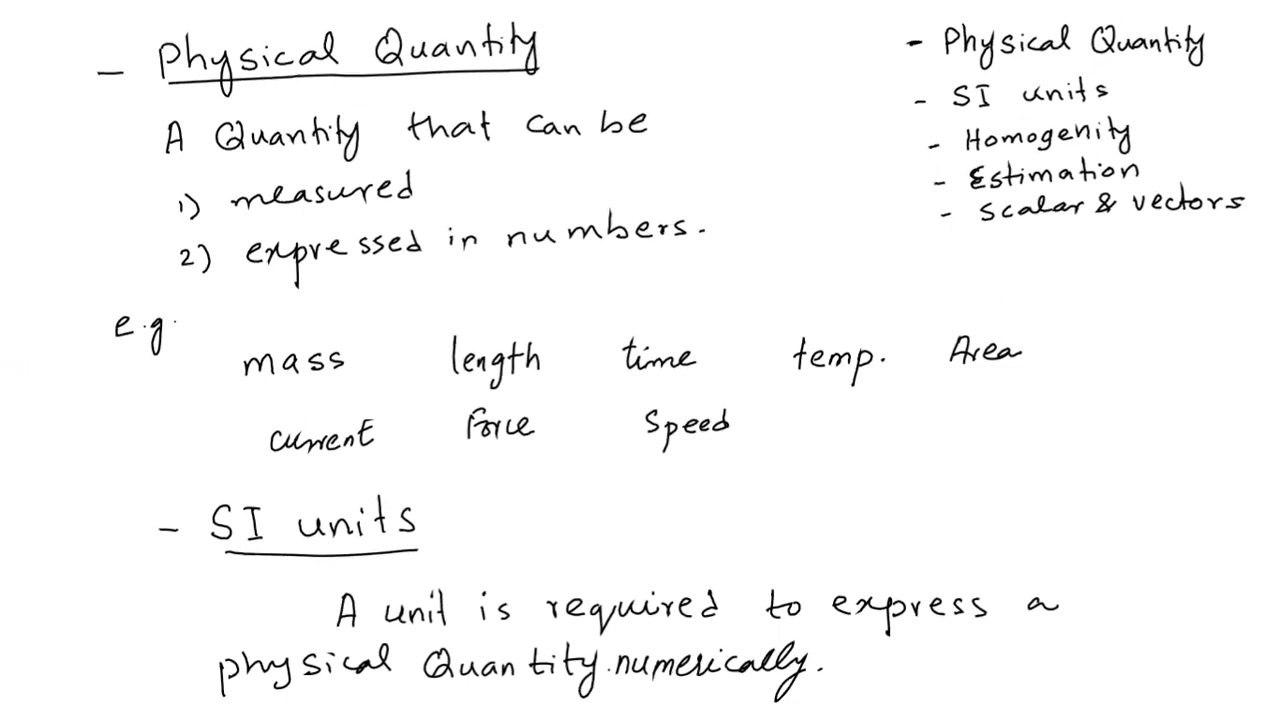 - Physical Quantity
A Quantity that can be
1) measured
2) expressed in numbers.
e.g.
mass length time temp. Area
current Force Speed
- SI units
A unit is required to express a
physical Quantity numerically.
- Physical Quantity
- SI units
- Homogenity
- Estimation
- Scalar & vectors